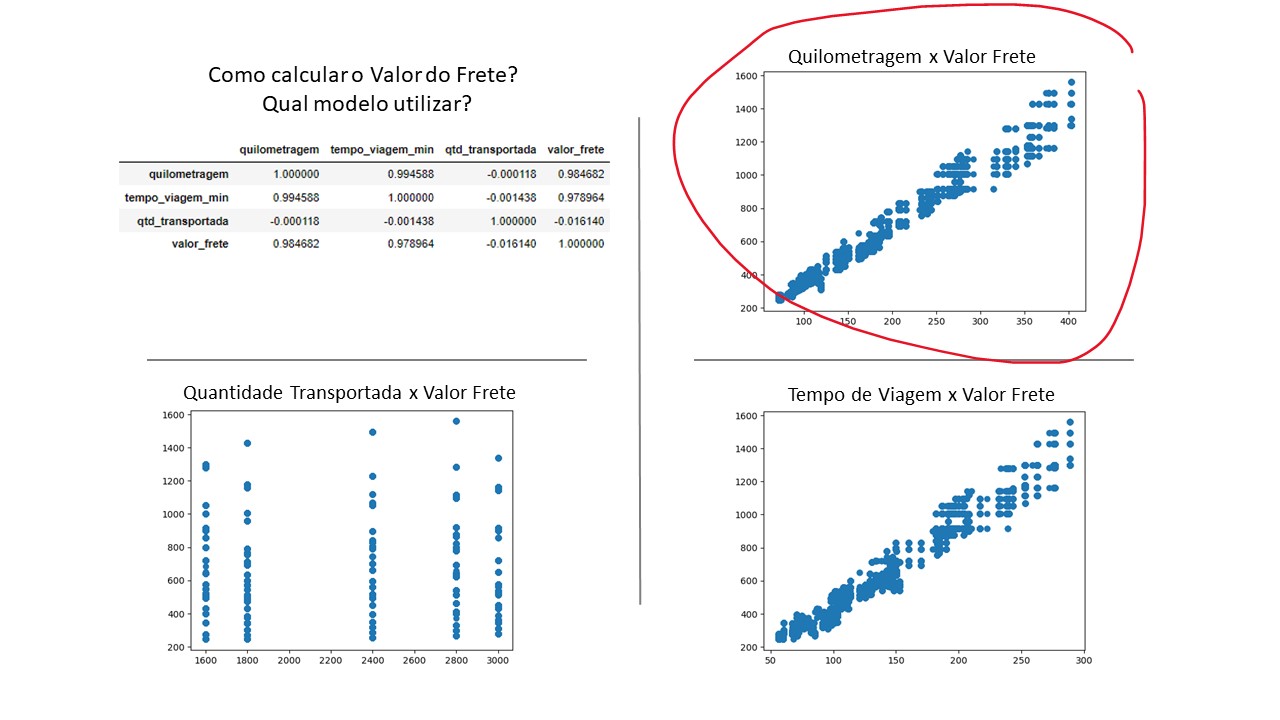 Como calcular o Valor do Frete?
Qual modelo utilizar?
quilometragem tempo_viagem_min qtd_transportada valor_frete
quilometragem 1.000000 0.994588 -0.000118 0.984682
tempo_viagem_min 0.994588 1.000000 -0.001438 0.978964
qtd_transportada -0.000118 -0.001438 1.000000 -0.016140
valor_frete 0.984682 0.978964 -0.016140 1.000000
Quilometragem x Valor Frete
1600
1400
1200
1000
800
600
400
200
100 150 200 250 300 350 400
Quantidade Transportada x Valor Frete
1600
1400
1200
1000
800
600
400
200
1600 1800 2000 2200 2400 2600 2800 3000
Tempo de Viagem x Valor Frete
1600
1400
1200
1000
800
600
400
200
50 100 150 200 250 300